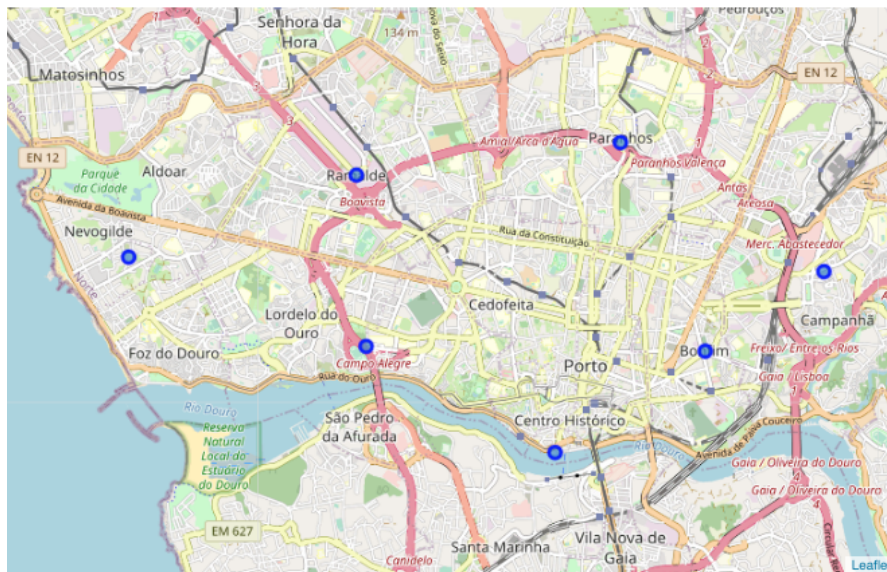 Senhora da
Hora
134 m
Pedrouços
Matosinhos
EN 12
Amial/Arca d'Água
Paranhos
EN 12
Paranhos Valença
Parque
da Cidade
Aldoar
Ramalde
Boavista
Antas
Areosa
Avenida da Boavista
Nevogilde
Rua da Constituição
Merc. Abastecedor
Norte
Cedofeita
Lordelo do
Ouro
Campanhã
Foz do Douro
Campo Alegre
Bonfim
Freixo/ Entre-os-Rios
Porto
Rua do Ouro
Gaia / Lisboa
Rio Douro
São Pedro
da Afurada
Centro Histórico
Avenida de Paiva Couceiro
Reserva
Natural
Local do
Estuário
do Douro
Rio Douro
Gaia / Oliveira do Douro
Gaia / Oliveira do Douro
EM 627
Santa Marinha
Vila Nova de
Gaia
Canidelo
Leafle